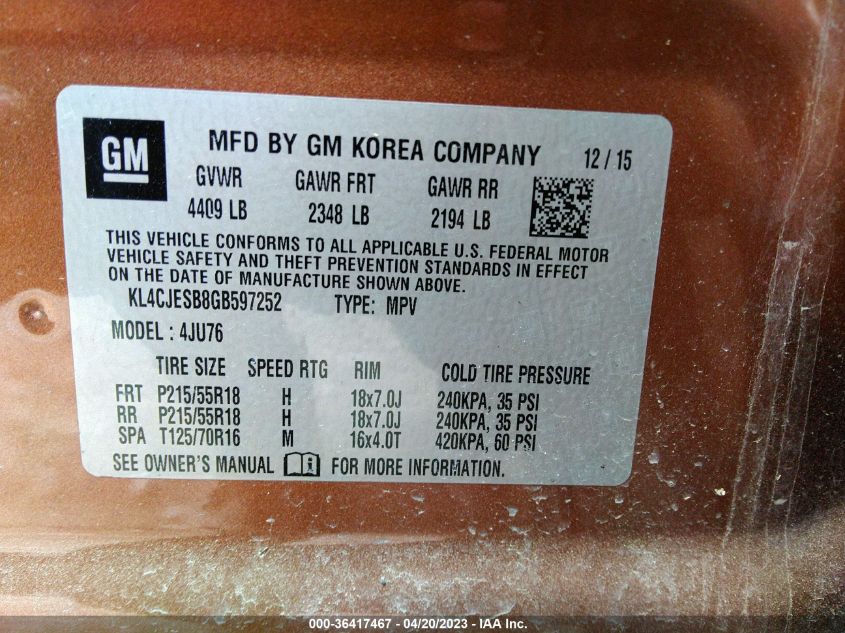 GM
MFD BY GM KOREA COMPANY 12 / 15
GVWR GAWR FRT GAWR RR
4409 LB 2348 LB 2194 LB
THIS VEHICLE CONFORMS TO ALL APPLICABLE U.S. FEDERAL MOTOR
VEHICLE SAFETY AND THEFT PREVENTION STANDARDS IN EFFECT
ON THE DATE OF MANUFACTURE SHOWN ABOVE.
KL4CJESB8GB597252 TYPE: MPV
MODEL : 4JU76
TIRE SIZE SPEED RTG RIM COLD TIRE PRESSURE
FRT P215/55R18 H 18x7.0J 240KPA, 35 PSI
RR P215/55R18 H 18x7.0J 240KPA, 35 PSI
SPA T125/70R16 M 16x4.0T 420KPA, 60 PSI
SEE OWNER'S MANUAL i FOR MORE INFORMATION.
000-36417467 - 04/20/2023 - IAA Inc.